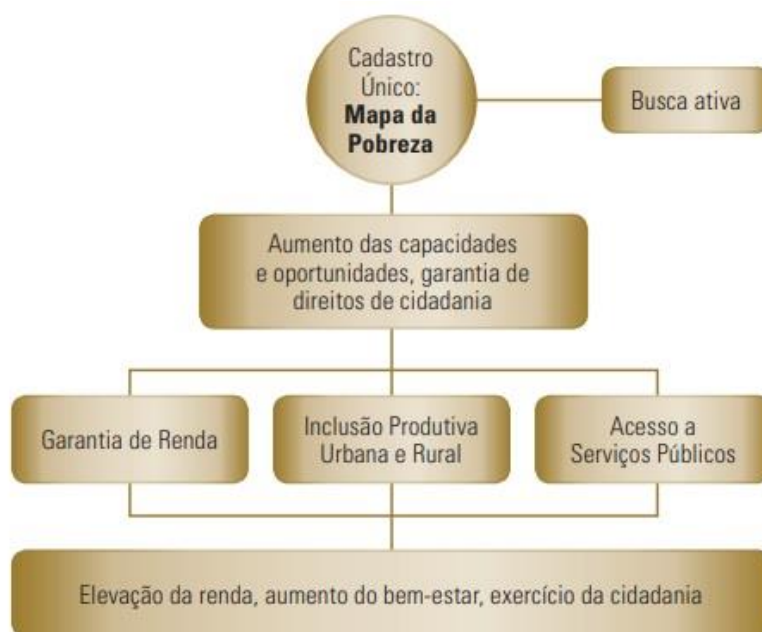 Cadastro
Único:
Mapa da
Pobreza
Busca ativa
Aumento das capacidades
e oportunidades, garantia de
direitos de cidadania
Garantia de Renda
Inclusão Produtiva
Urbana e Rural
Acesso a
Serviços Públicos
Elevação da renda, aumento do bem-estar, exercício da cidadania